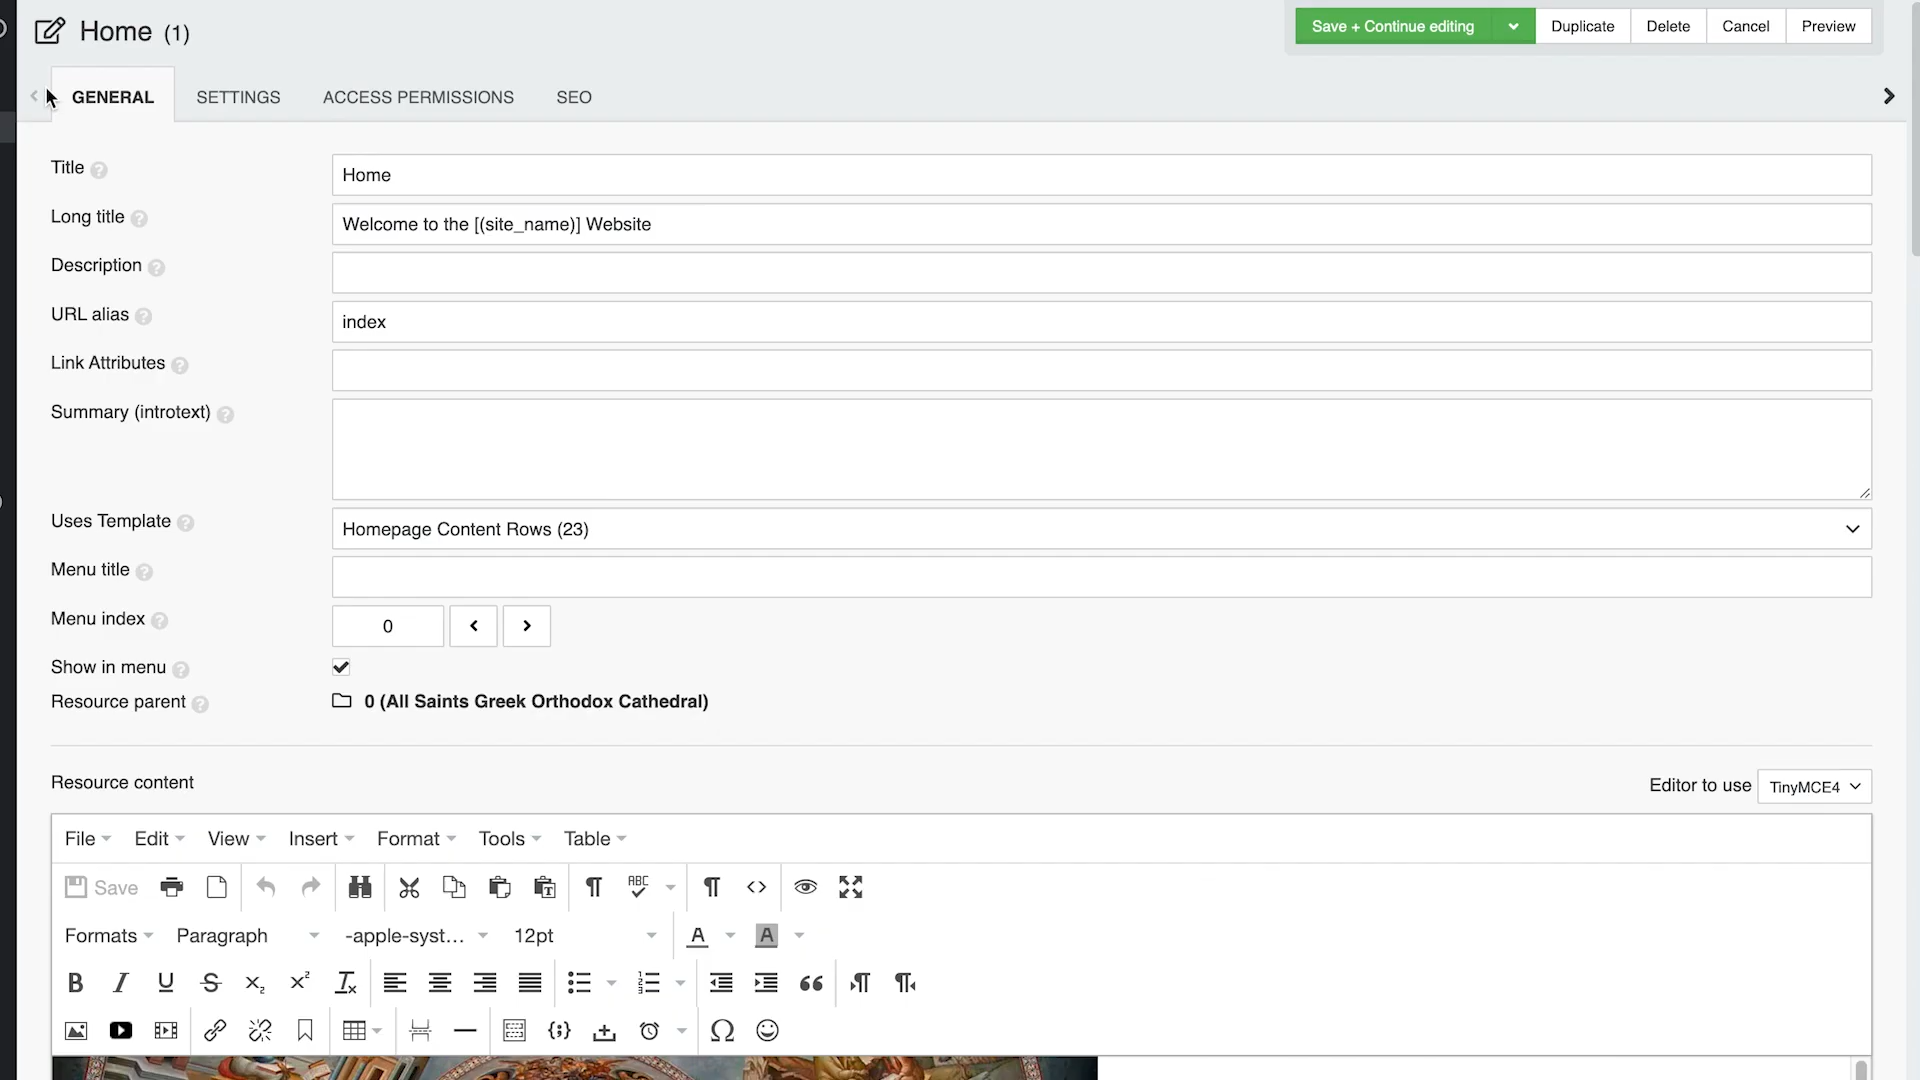 Home (1)
Save + Continue editing Duplicate Delete Cancel Preview
GENERAL SETTINGS ACCESS PERMISSIONS SEO
Title ? Home
Long title ? Welcome to the [(site_name)] Website
Description ?
URL alias ? index
Link Attributes ?
Summary (introtext) ?
Uses Template ? Homepage Content Rows (23)
Menu title ?
Menu index ? 0
Show in menu ?
Resource parent ? 0 (All Saints Greek Orthodox Cathedral)
Resource content Editor to use TinyMCE4
File Edit View Insert Format Tools Table
Save ABC
Formats Paragraph -apple-syst... 12pt A A